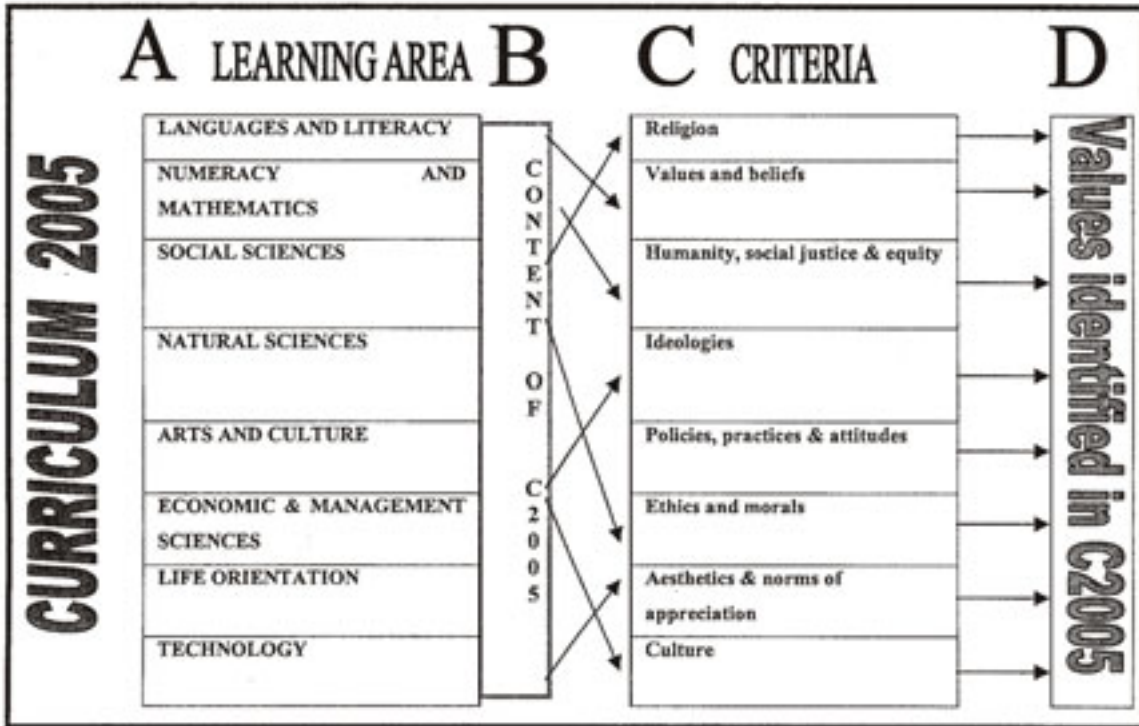 CURRICULUM 2005
A LEARNING AREA B C CRITERIA D
LANGUAGES AND LITERACY
NUMERACY AND
MATHEMATICS
SOCIAL SCIENCES
NATURAL SCIENCES
ARTS AND CULTURE
ECONOMIC & MANAGEMENT
SCIENCES
LIFE ORIENTATION
TECHNOLOGY
CONTENT OF C2005
Religion
Values and beliefs
Humanity, social justice & equity
Ideologies
Policies, practices & attitudes
Ethics and morals
Aesthetics & norms of
appreciation
Culture
Values identified in C2005